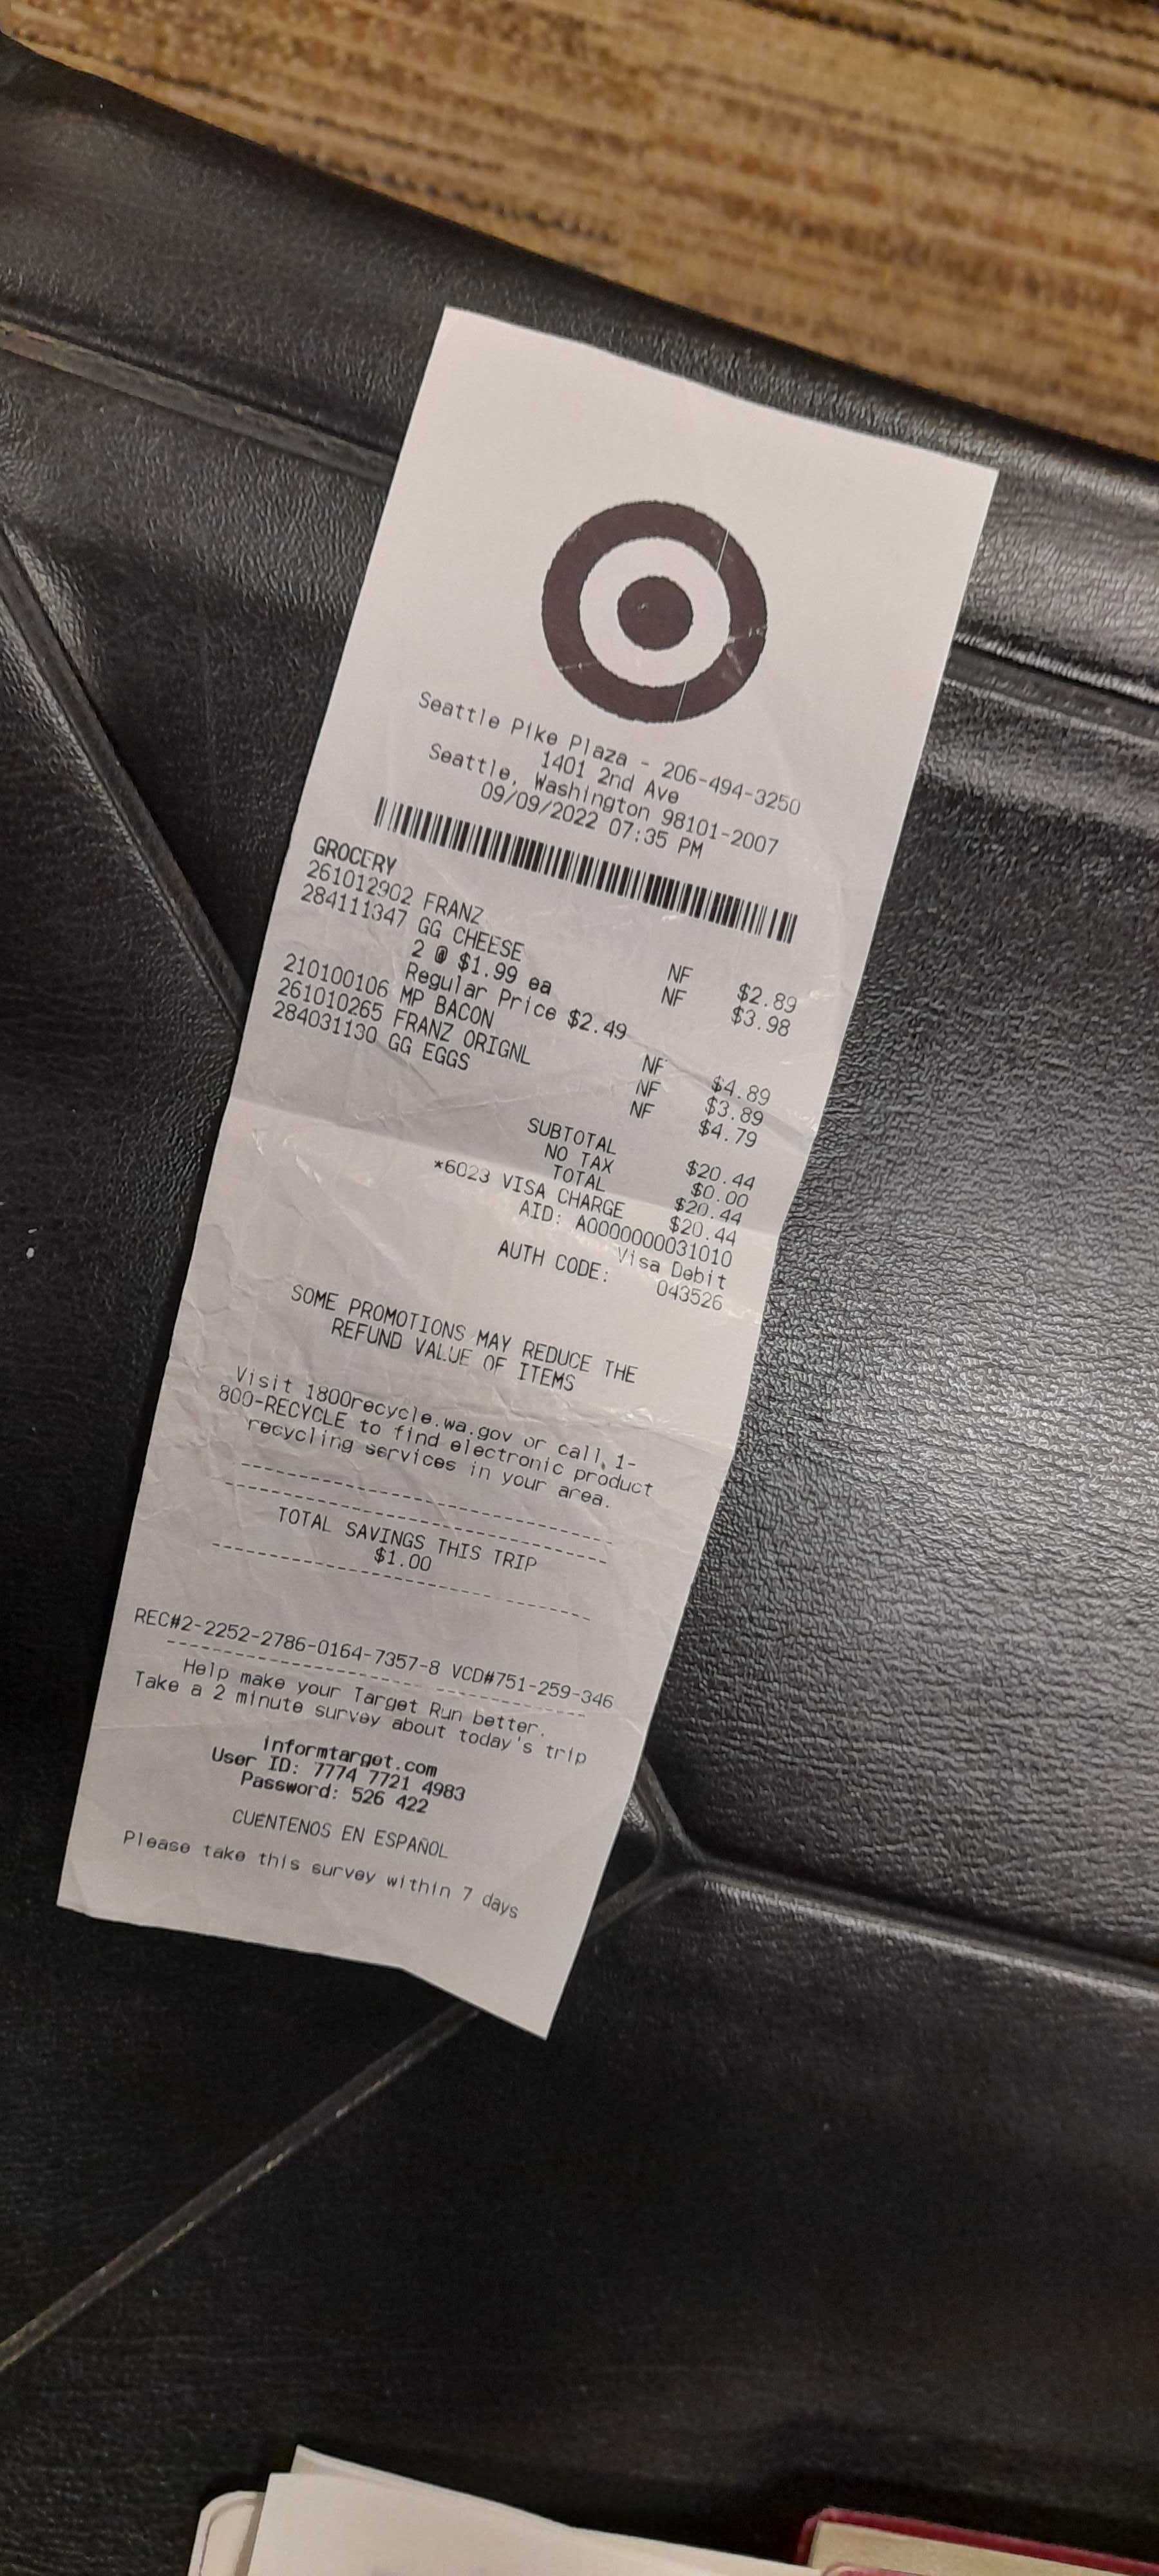 Seattle Pike Plaza - 206-494-3250
1401 2nd Ave
Seattle, Washington 98101-2007
09/09/2022 07:35 PM
GROCERY
261012902 FRANZ NF $2.89
284111347 GG CHEESE NF $3.98
2 @ $1.99 ea
Regular Price $2.49
210100106 MP BACON NF $4.89
261010265 FRANZ ORIGNL NF $3.89
284031130 GG EGGS NF $4.79
SUBTOTAL $20.44
NO TAX $0.00
TOTAL $20.44
*6023 VISA CHARGE $20.44
AID: A0000000031010
Visa Debit
AUTH CODE: 043526
SOME PROMOTIONS MAY REDUCE THE
REFUND VALUE OF ITEMS
Visit 1800recycle.wa.gov or call, 1-
800-RECYCLE to find electronic product
recycling services in your area.
TOTAL SAVINGS THIS TRIP
$1.00
REC#2-2252-2786-0164-7357-8 VCD#751-259-346
Help make your Target Run better.
Take a 2 minute survey about today's trip
informtarget.com
User ID: 7774 7721 4983
Password: 526 422
CUÉNTENOS EN ESPAÑOL
Please take this survey within 7 days